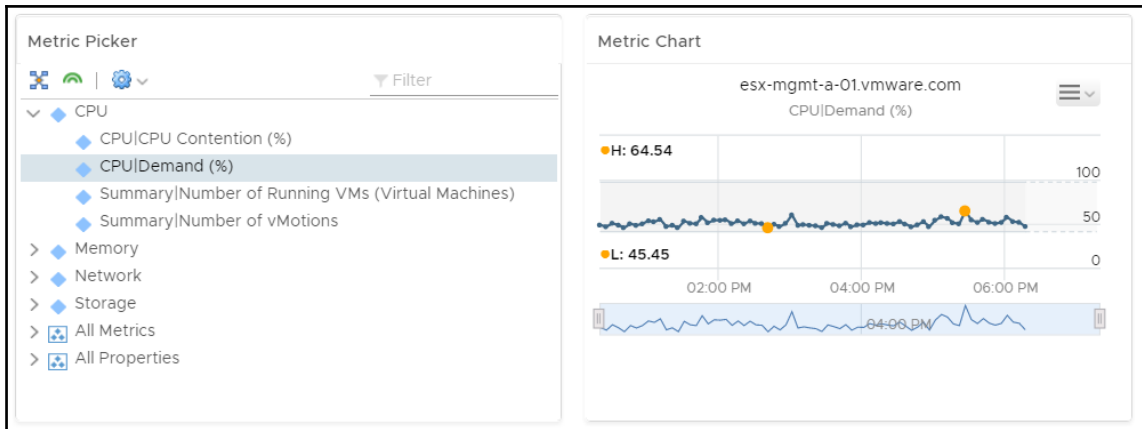 Metric Picker
Filter
CPU
CPU|CPU Contention (%)
CPU|Demand (%)
Summary|Number of Running VMs (Virtual Machines)
Summary|Number of vMotions
Memory
Network
Storage
All Metrics
All Properties
Metric Chart
esx-mgmt-a-01.vmware.com
CPU|Demand (%)
H: 64.54
100
50
L: 45.45
0
02:00 PM 04:00 PM 06:00 PM
04:00 PM